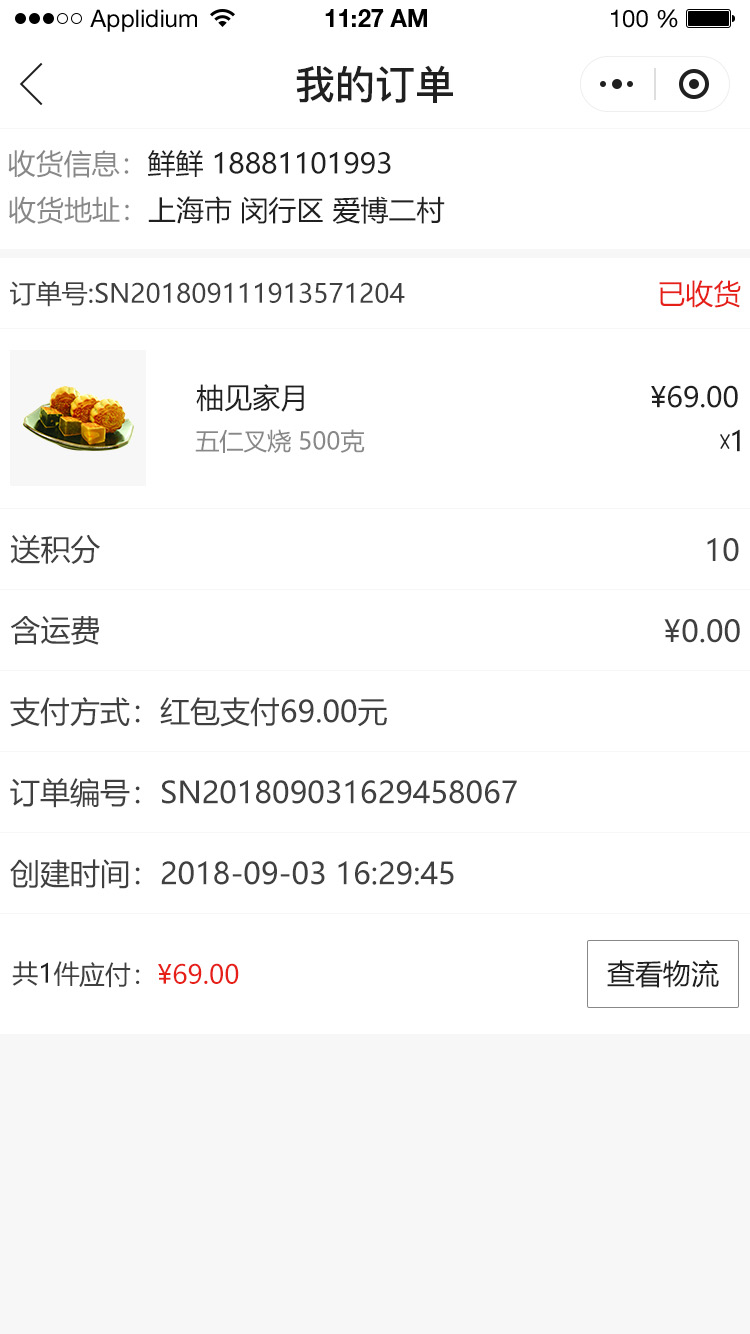 Applidium 11:27 AM 100 %
我的订单
收货信息：鲜鲜 18881101993
收货地址：上海市 闵行区 爱博二村
订单号:SN201809111913571204 已收货
柚见家月 ¥69.00
五仁叉烧 500克 x1
送积分 10
含运费 ¥0.00
支付方式：红包支付69.00元
订单编号：SN201809031629458067
创建时间：2018-09-03 16:29:45
共1件应付：¥69.00 查看物流